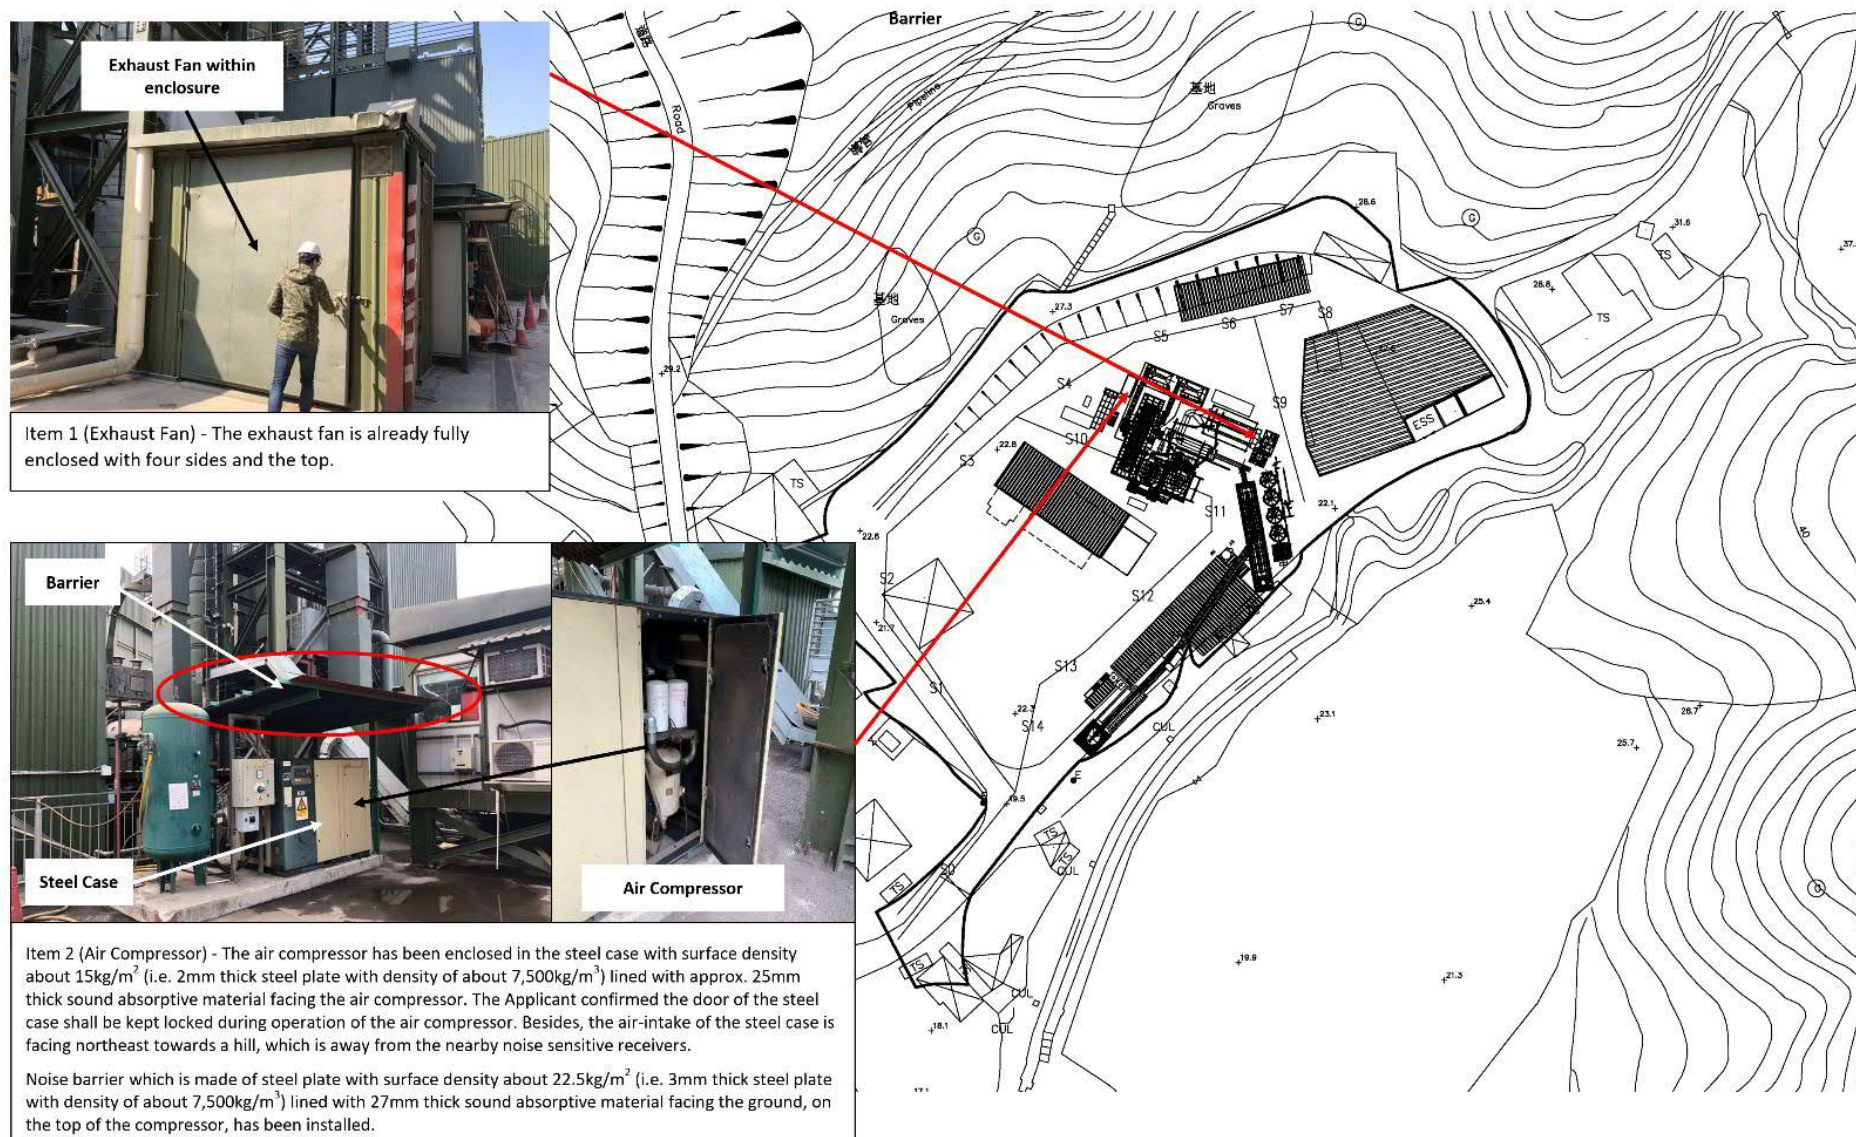 Exhaust Fan within
enclosure
Item 1 (Exhaust Fan) - The exhaust fan is already fully
enclosed with four sides and the top.
Barrier
Steel Case
Air Compressor
Item 2 (Air Compressor) - The air compressor has been enclosed in the steel case with surface density
about 15kg/m² (i.e. 2mm thick steel plate with density of about 7,500kg/m³) lined with approx. 25mm
thick sound absorptive material facing the air compressor. The Applicant confirmed the door of the steel
case shall be kept locked during operation of the air compressor. Besides, the air-intake of the steel case is
facing northeast towards a hill, which is away from the nearby noise sensitive receivers.
Noise barrier which is made of steel plate with surface density about 22.5kg/m² (i.e. 3mm thick steel plate
with density of about 7,500kg/m³) lined with 27mm thick sound absorptive material facing the ground, on
the top of the compressor, has been installed.
Barrier
Road
Pipeline
墓地
Graves
墓地
Graves
G
G
G
G
28.6
31.6
TS
37.
28.8
TS
27.3
29.2
S7
S8
S6
S5
S4
S9
ESS
S10
22.8
S3
TS
S11
22.1
22.6
40
S2
S12
25.4
21.7
S13
S1
22.3
S14
23.1
26.7
CUL
25.7
E
19.5
TS
TS
CUL
S0
TS
TS
19.9
21.3
CUL
18.1
CUL
17.1